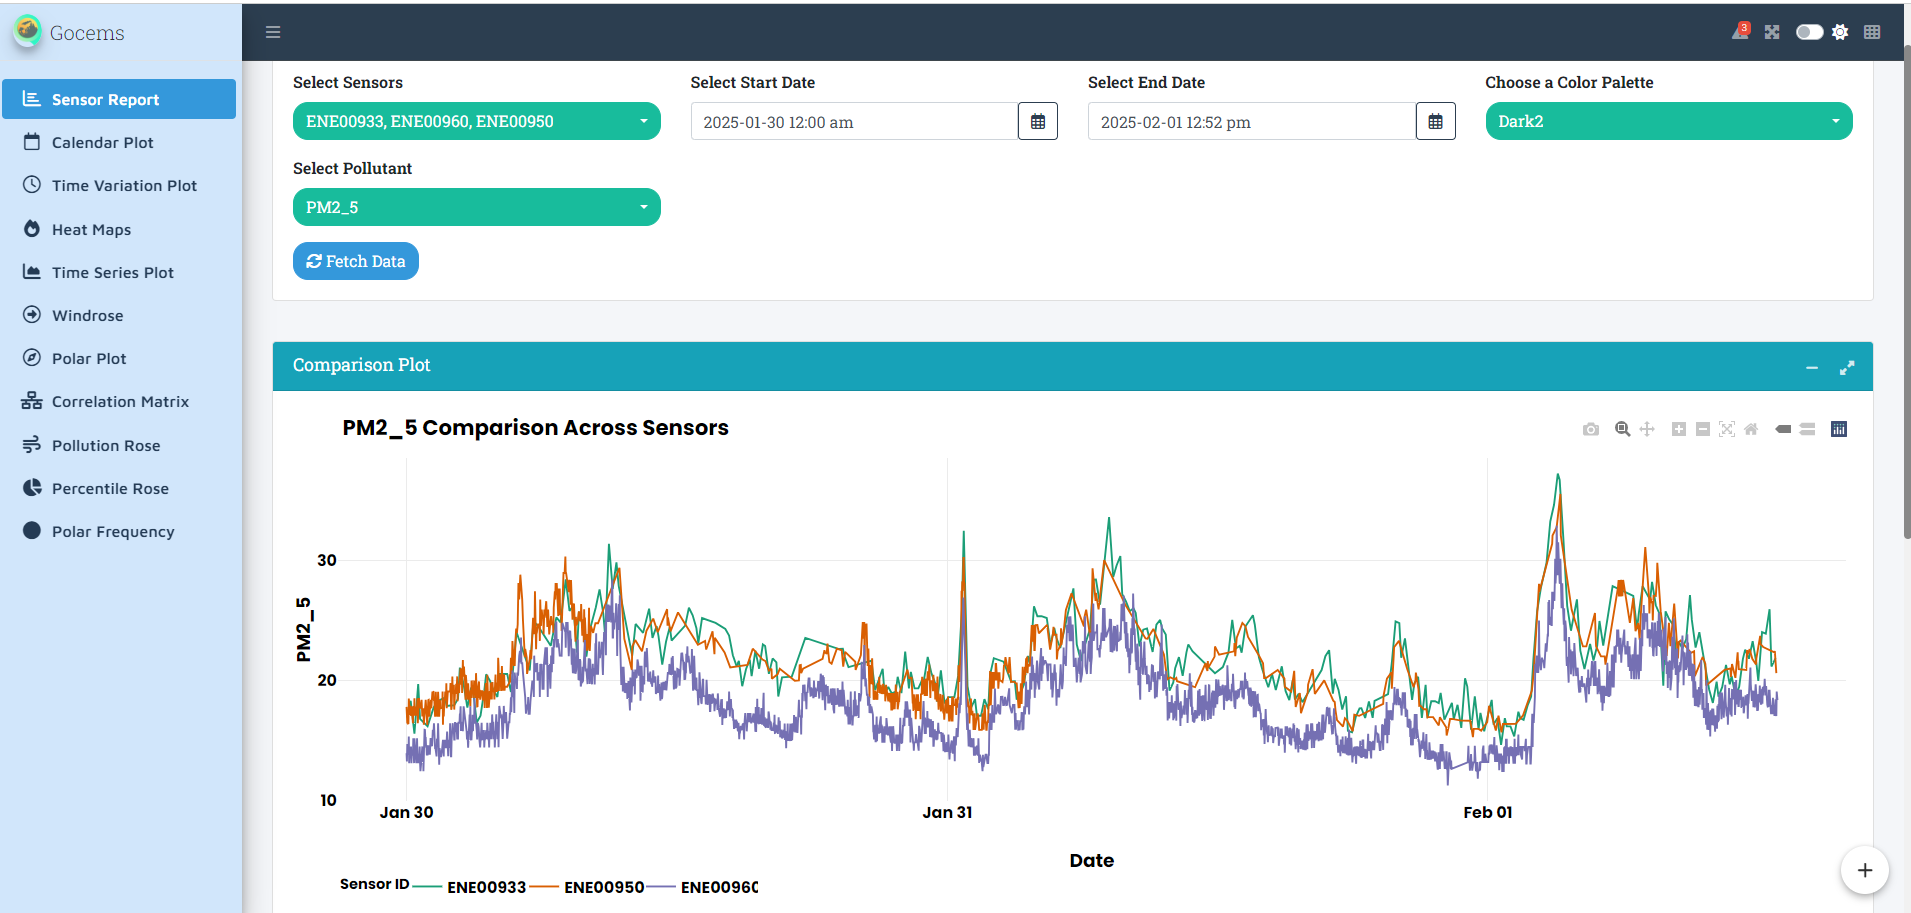 Gocems
3
Sensor Report
Calendar Plot
Time Variation Plot
Heat Maps
Time Series Plot
Windrose
Polar Plot
Correlation Matrix
Pollution Rose
Percentile Rose
Polar Frequency
Select Sensors
ENE00933, ENE00960, ENE00950
Select Start Date
2025-01-30 12:00 am
Select End Date
2025-02-01 12:52 pm
Choose a Color Palette
Dark2
Select Pollutant
PM2_5
Fetch Data
Comparison Plot
PM2_5 Comparison Across Sensors
PM2_5
30
20
10
Jan 30
Jan 31
Feb 01
Date
Sensor ID
ENE00933
ENE00950
ENE00960